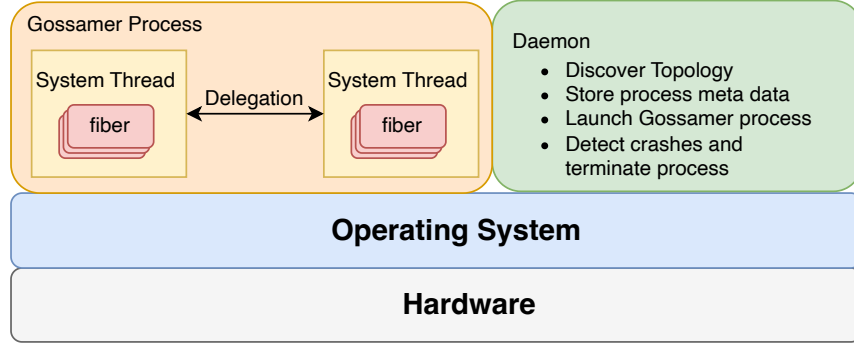 Gossamer Process
System Thread
fiber
Delegation
System Thread
fiber
Daemon
• Discover Topology
• Store process meta data
• Launch Gossamer process
• Detect crashes and
terminate process
Operating System
Hardware